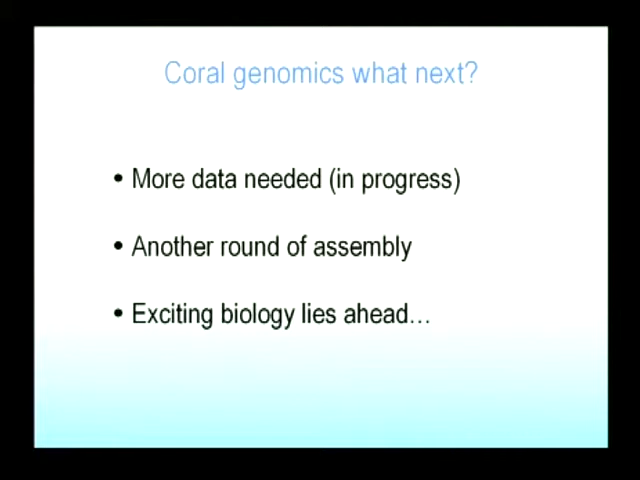 Coral genomics what next?
• More data needed (in progress)
• Another round of assembly
• Exciting biology lies ahead…